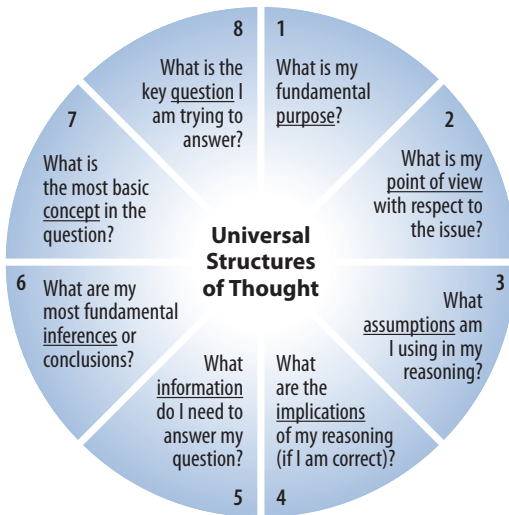 8
What is the
key question I
am trying to
answer?
1
What is my
fundamental
purpose?
2
What is my
point of view
with respect to
the issue?
3
What
assumptions am
I using in my
reasoning?
4
What
are the
implications
of my reasoning
(if I am correct)?
5
What
information
do I need to
answer my
question?
6
What are my
most fundamental
inferences or
conclusions?
7
What is
the most basic
concept in the
question?
Universal
Structures
of Thought